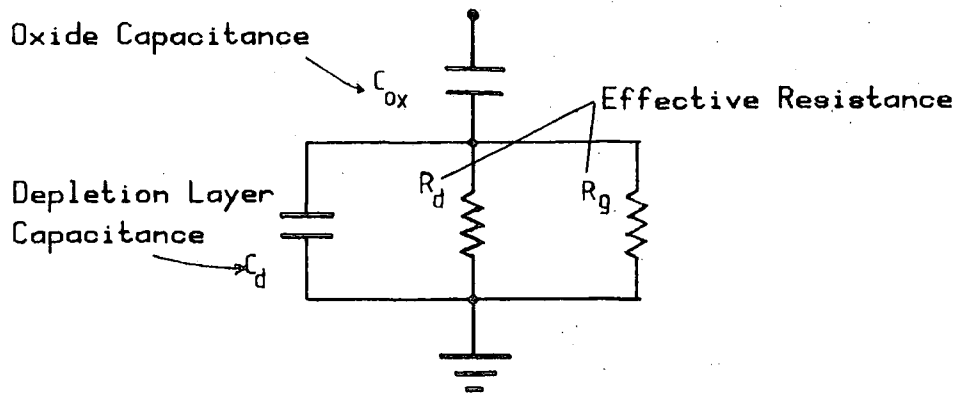 Oxide Capacitance
C_ox
Effective Resistance
R_d
R_g
Depletion Layer
Capacitance
C_d